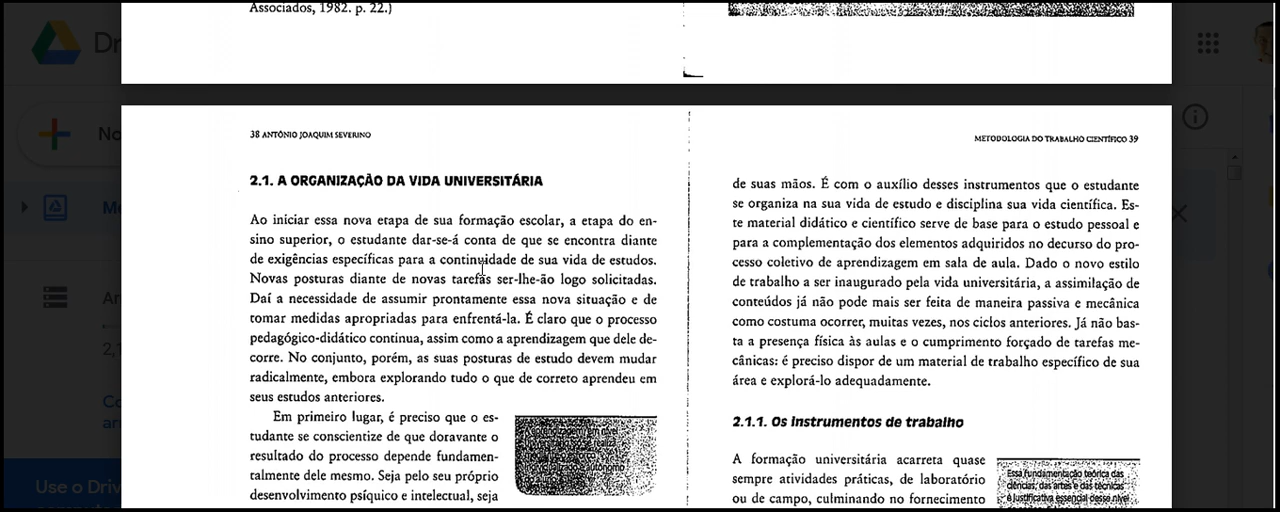 Associados, 1982. p. 22.)
38 ANTÔNIO JOAQUIM SEVERINO
2.1. A ORGANIZAÇÃO DA VIDA UNIVERSITÁRIA
Ao iniciar essa nova etapa de sua formação escolar, a etapa do en-
sino superior, o estudante dar-se-á conta de que se encontra diante
de exigências específicas para a continuidade de sua vida de estudos.
Novas posturas diante de novas tarefas ser-lhe-ão logo solicitadas.
Daí a necessidade de assumir prontamente essa nova situação e de
tomar medidas apropriadas para enfrentá-la. É claro que o processo
pedagógico-didático continua, assim como a aprendizagem que dele de-
corre. No conjunto, porém, as suas posturas de estudo devem mudar
radicalmente, embora explorando tudo o que de correto aprendeu em
seus estudos anteriores.
Em primeiro lugar, é preciso que o es-
tudante se conscientize de que doravante o
resultado do processo depende fundamen-
talmente dele mesmo. Seja pelo seu próprio
desenvolvimento psíquico e intelectual, seja
METODOLOGIA DO TRABALHO CIENTÍFICO 39
de suas mãos. É com o auxílio desses instrumentos que o estudante
se organiza na sua vida de estudo e disciplina sua vida científica. Es-
te material didático e científico serve de base para o estudo pessoal e
para a complementação dos elementos adquiridos no decurso do pro-
cesso coletivo de aprendizagem em sala de aula. Dado o novo estilo
de trabalho a ser inaugurado pela vida universitária, a assimilação de
conteúdos já não pode mais ser feita de maneira passiva e mecânica
como costuma ocorrer, muitas vezes, nos ciclos anteriores. Já não bas-
ta a presença física às aulas e o cumprimento forçado de tarefas me-
cânicas: é preciso dispor de um material de trabalho específico de sua
área e explorá-lo adequadamente.
2.1.1. Os instrumentos de trabalho
A formação universitária acarreta quase
sempre atividades práticas, de laboratório
ou de campo, culminando no fornecimento
Essa fundamentação teórica das
ciências, das artes e das técnicas
é justificativa essencial desse nível
Dr
No
Me
Ar
2,1
Co
ar
Use o Driv